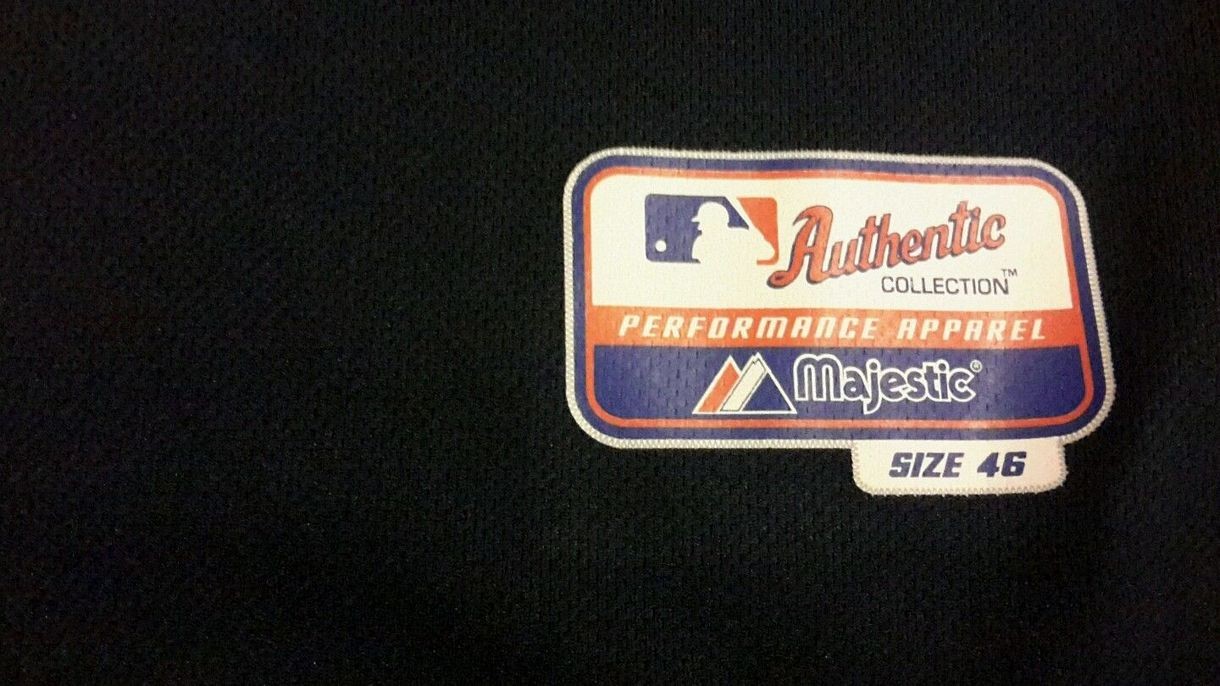 Authentic
COLLECTION™
PERFORMANCE APPAREL
Majestic®
SIZE 46